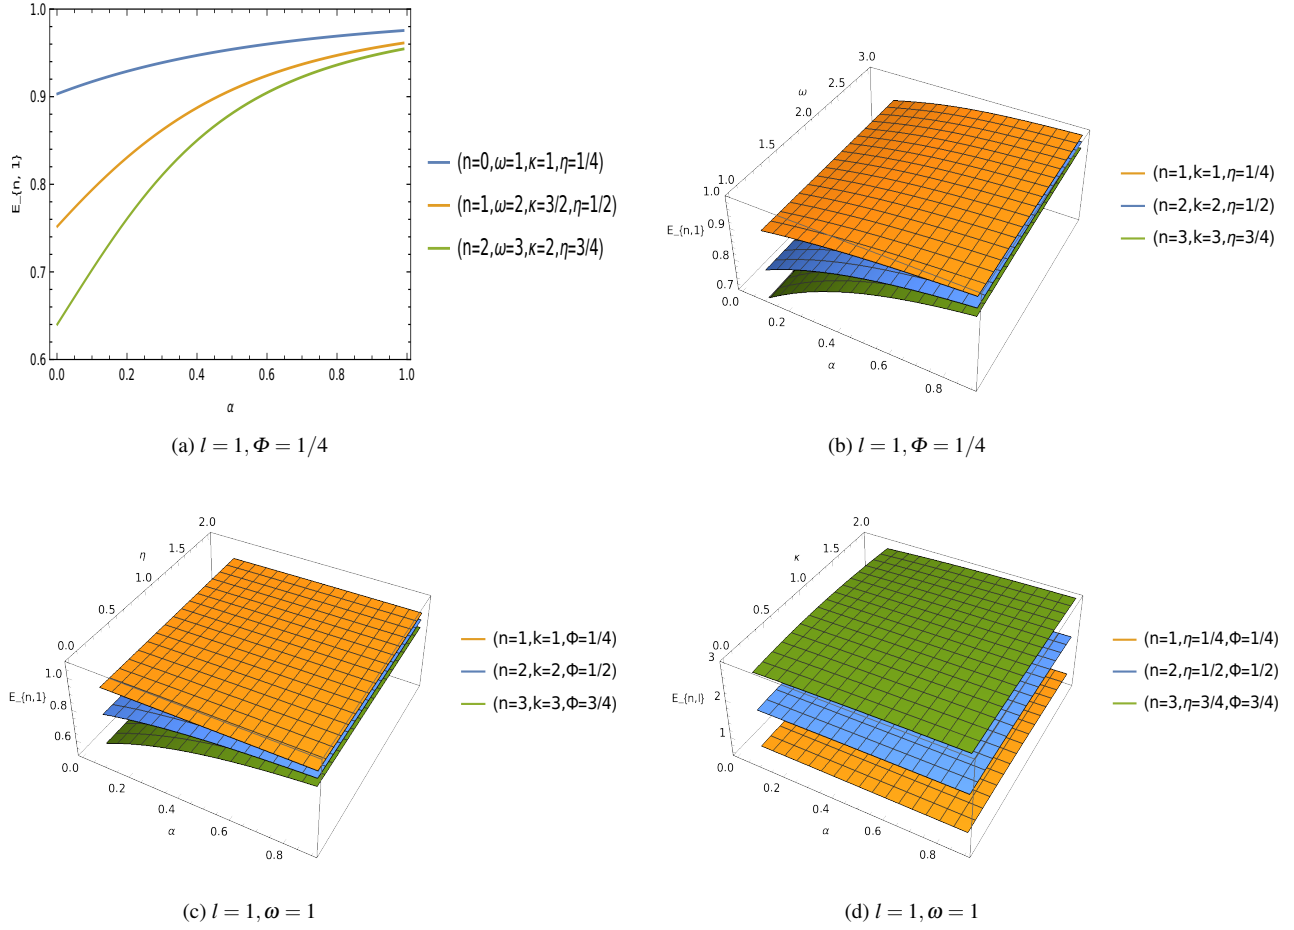 1.0
0.9
0.8
0.7
0.6
E_{n, 1}
0.0 0.2 0.4 0.6 0.8 1.0
α
(n=0,ω=1,κ=1,η=1/4)
(n=1,ω=2,κ=3/2,η=1/2)
(n=2,ω=3,κ=2,η=3/4)
(a) l = 1, Φ = 1/4
3.0
2.5
ω
2.0
1.5
1.0
1.0
0.9
E_{n,1}
0.8
0.7
0.0
0.2
0.4
0.6
α
0.8
(n=1,k=1,η=1/4)
(n=2,k=2,η=1/2)
(n=3,k=3,η=3/4)
(b) l = 1, Φ = 1/4
2.0
1.5
η
1.0
0.5
0.0
1.0
E_{n,1}
0.8
0.6
0.0
0.2
0.4
α
0.6
0.8
(n=1,k=1,Φ=1/4)
(n=2,k=2,Φ=1/2)
(n=3,k=3,Φ=3/4)
(c) l = 1, ω = 1
2.0
1.5
κ
1.0
0.5
0.0
3
E_{n,l}
2
1
0.0
0.2
0.4
α
0.6
0.8
(n=1,η=1/4,Φ=1/4)
(n=2,η=1/2,Φ=1/2)
(n=3,η=3/4,Φ=3/4)
(d) l = 1, ω = 1